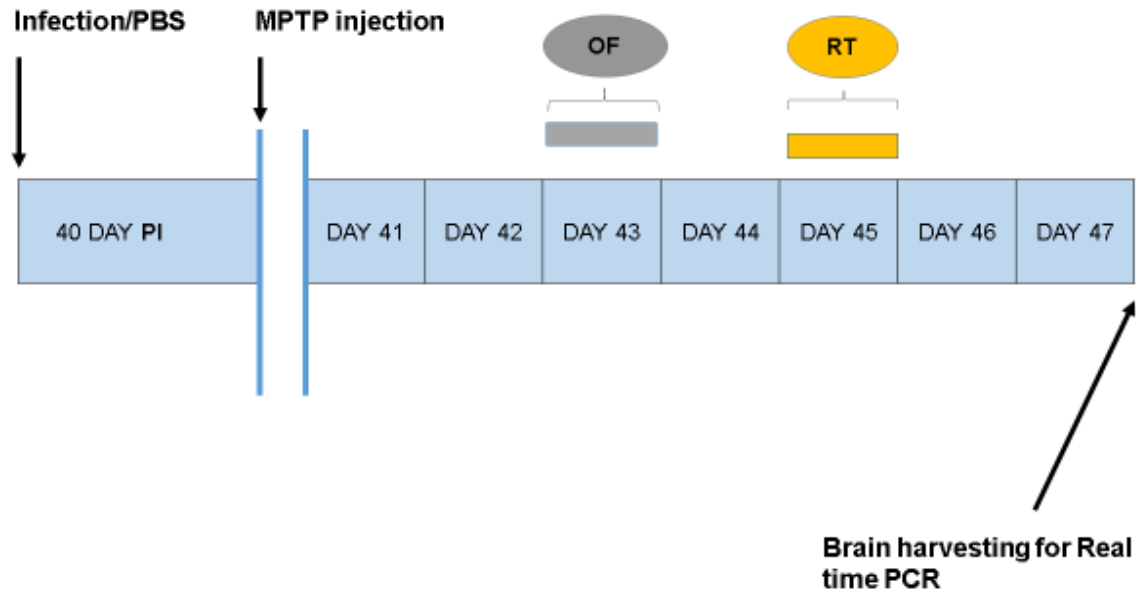 Infection/PBS
MPTP injection
OF
RT
40 DAY PI
DAY 41
DAY 42
DAY 43
DAY 44
DAY 45
DAY 46
DAY 47
Brain harvesting for Real
time PCR